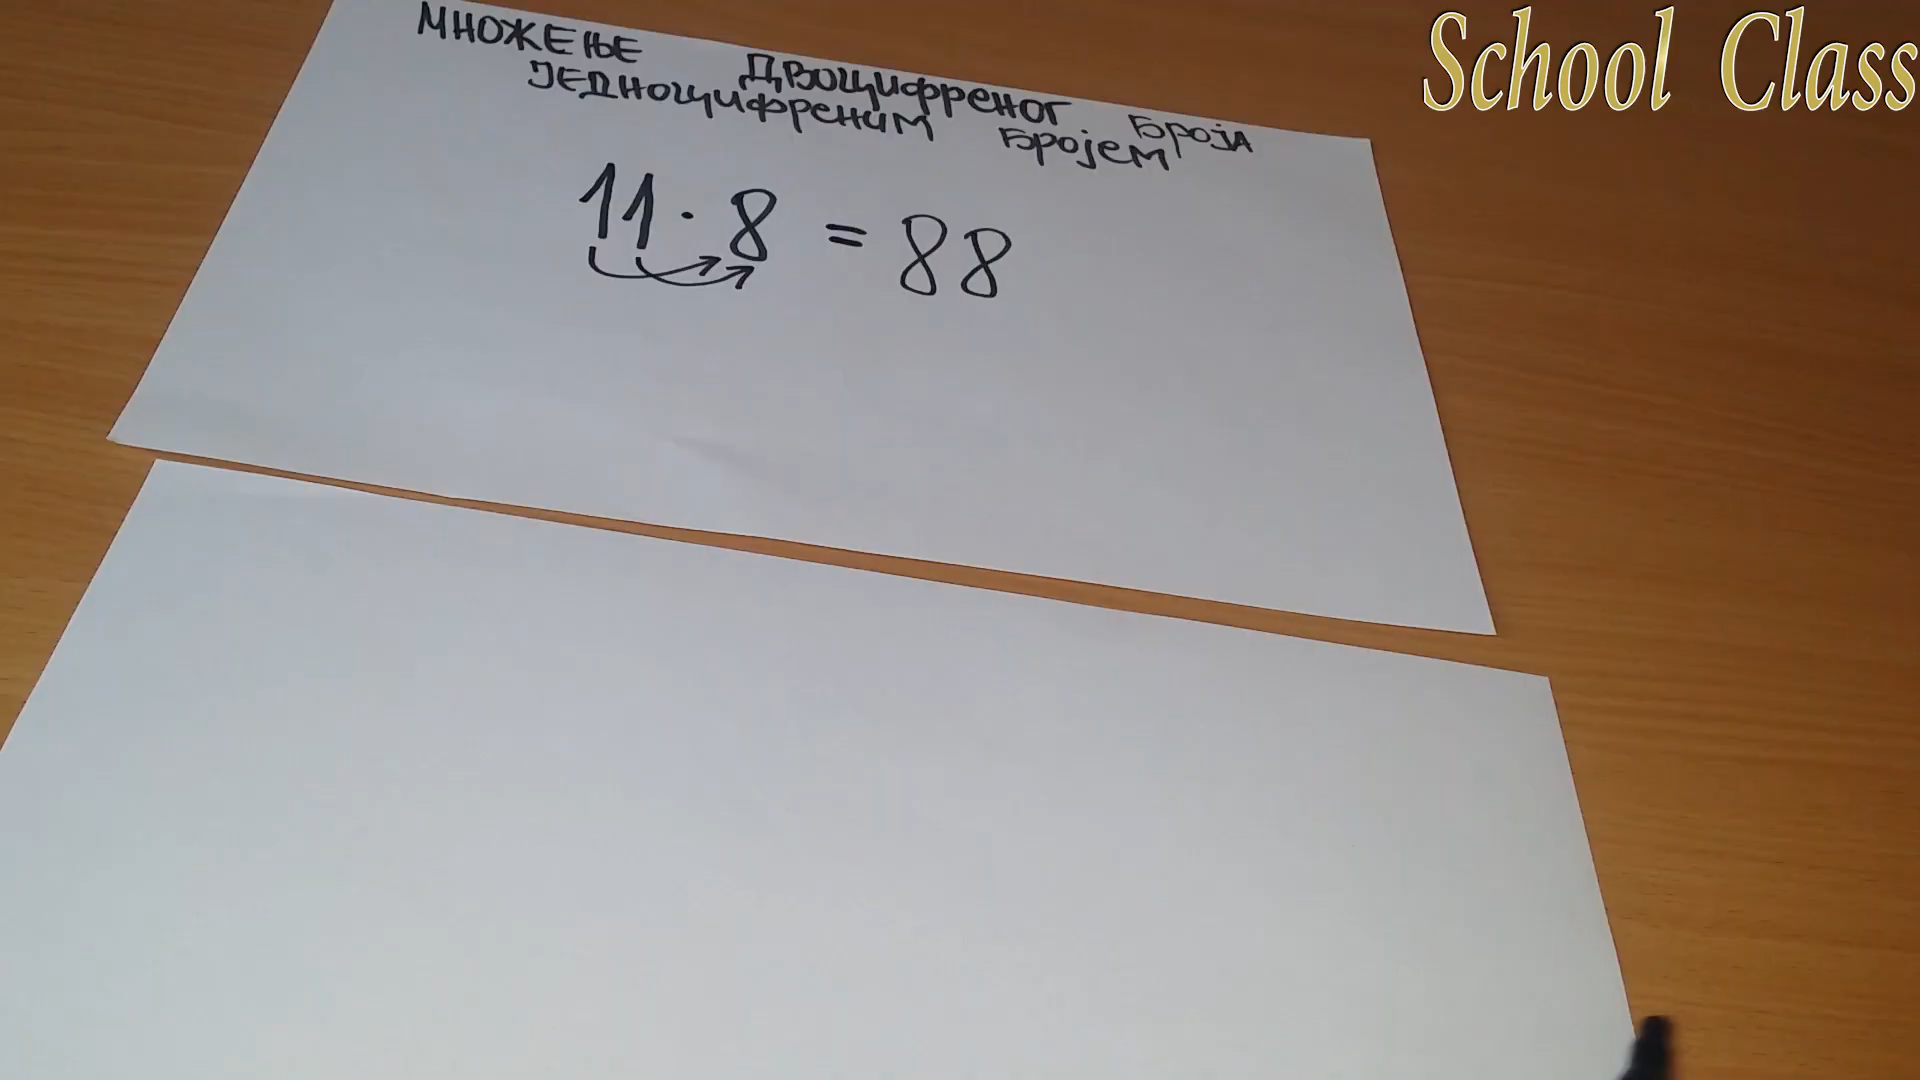 School Class
МНОЖЕЊЕ ДВОЦИФРЕНОГ БРОЈА
ЈЕДНОЦИФРЕНИМ БРОЈЕМ
11 · 8 = 88